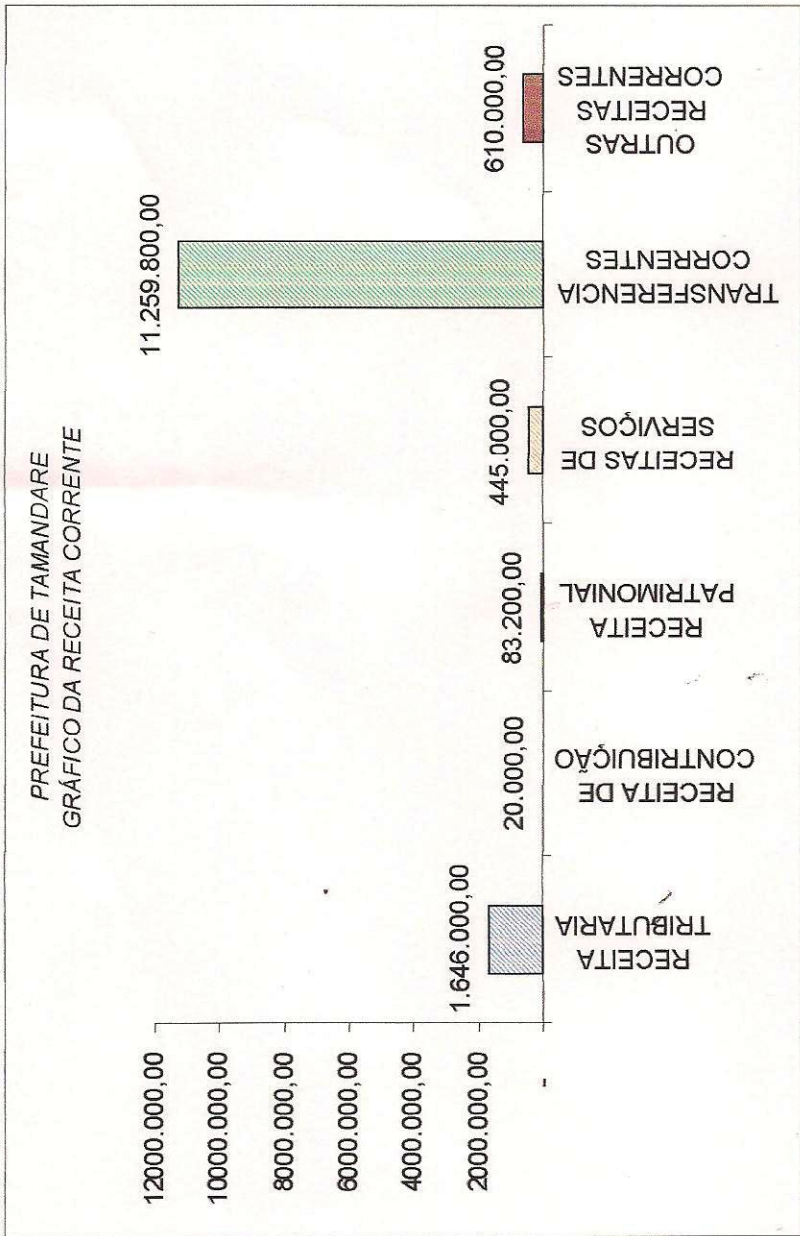 PREFEITURA DE TAMANDARE
GRÁFICO DA RECEITA CORRENTE
12000.000,00
10000.000,00
8000.000,00
6000.000,00
4000.000,00
2000.000,00
-
1.646.000,00
20.000,00
83.200,00
445.000,00
11.259.800,00
610.000,00
RECEITA
TRIBUTARIA
RECEITA DE
CONTRIBUIÇÃO
RECEITA
PATRIMONIAL
RECEITAS DE
SERVIÇOS
TRANSFERENCIA
CORRENTES
OUTRAS
RECEITAS
CORRENTES